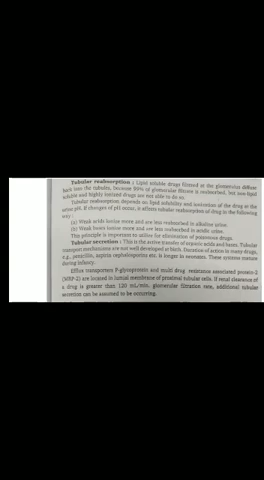 Tubular reabsorption : Lipid soluble drugs filtered at the glomerulus diffuse
back into the tubules, because 99% of glomerular filtrate is reabsorbed, but non-lipid
soluble and highly ionized drugs are not able to do so.
Tubular reabsorption depends on lipid solubility and ionization of the drug at the
urine pH. If changes of pH occur, it affects tubular reabsorption of drug in the following
way :
(a) Weak acids ionize more and are less reabsorbed in alkaline urine.
(b) Weak bases ionize more and are less reabsorbed in acidic urine.
This principle is important to utilize for elimination of poisonous drugs.
Tubular secretion : This is the active transfer of organic acids and bases. Tubular
transport mechanisms are not well developed at birth. Duration of action in many drugs,
e.g., penicillin, aspirin cephalosporins etc. is longer in neonates. These systems mature
during infancy.
Efflux transporters P-glycoprotein and multi drug resistance associated protein-2
(MRP-2) are located in luminal membrane of proximal tubular cells. If renal clearance of
a drug is greater than 120 mL/min. glomerular filtration rate, additional tubular
secretion can be assumed to be occurring.